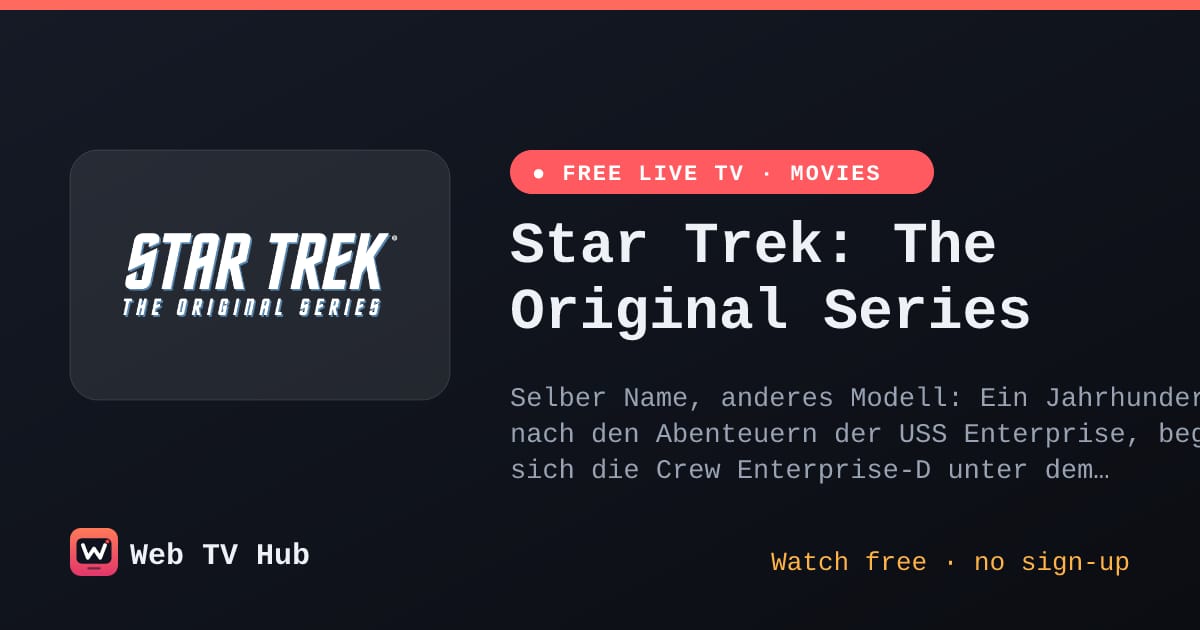 STAR TREK®
THE ORIGINAL SERIES
● FREE LIVE TV · MOVIES
Star Trek: The
Original Series
Selber Name, anderes Modell: Ein Jahrhunder
nach den Abenteuern der USS Enterprise, beg
sich die Crew Enterprise-D unter dem…
Web TV Hub
Watch free · no sign-up